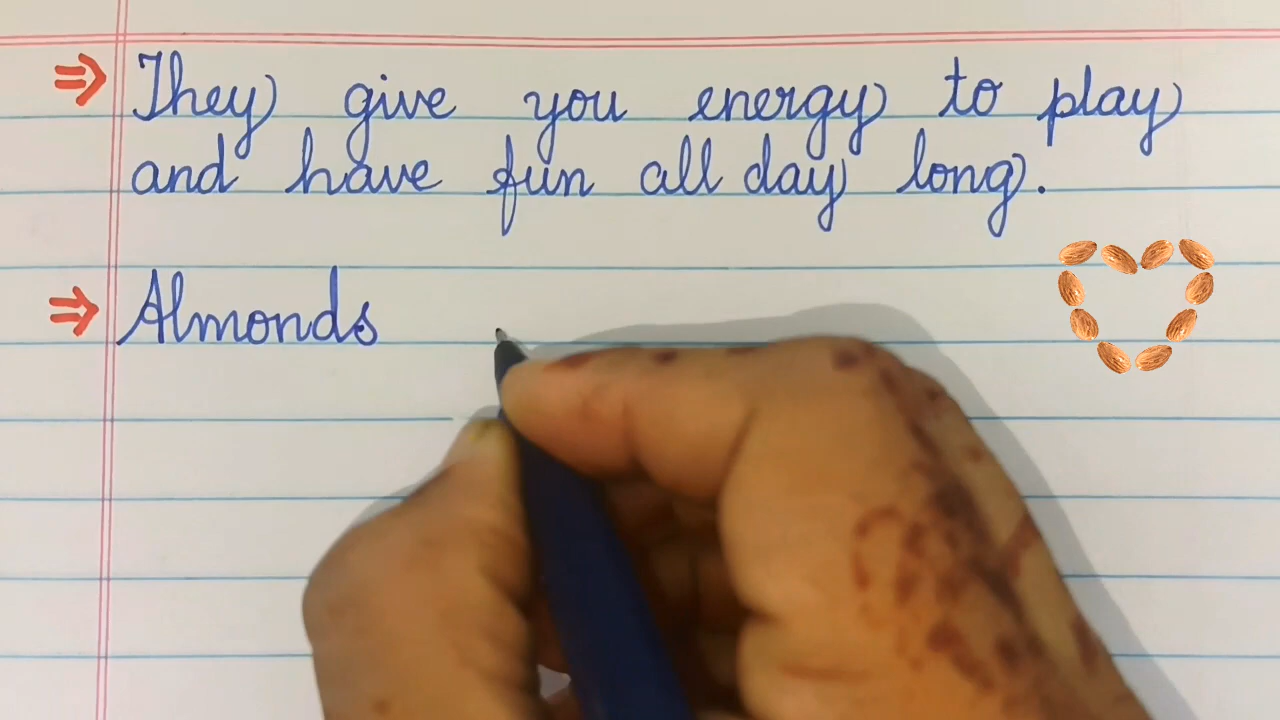 ⇒ They give you energy to play
and have fun all day long.
⇒ Almonds